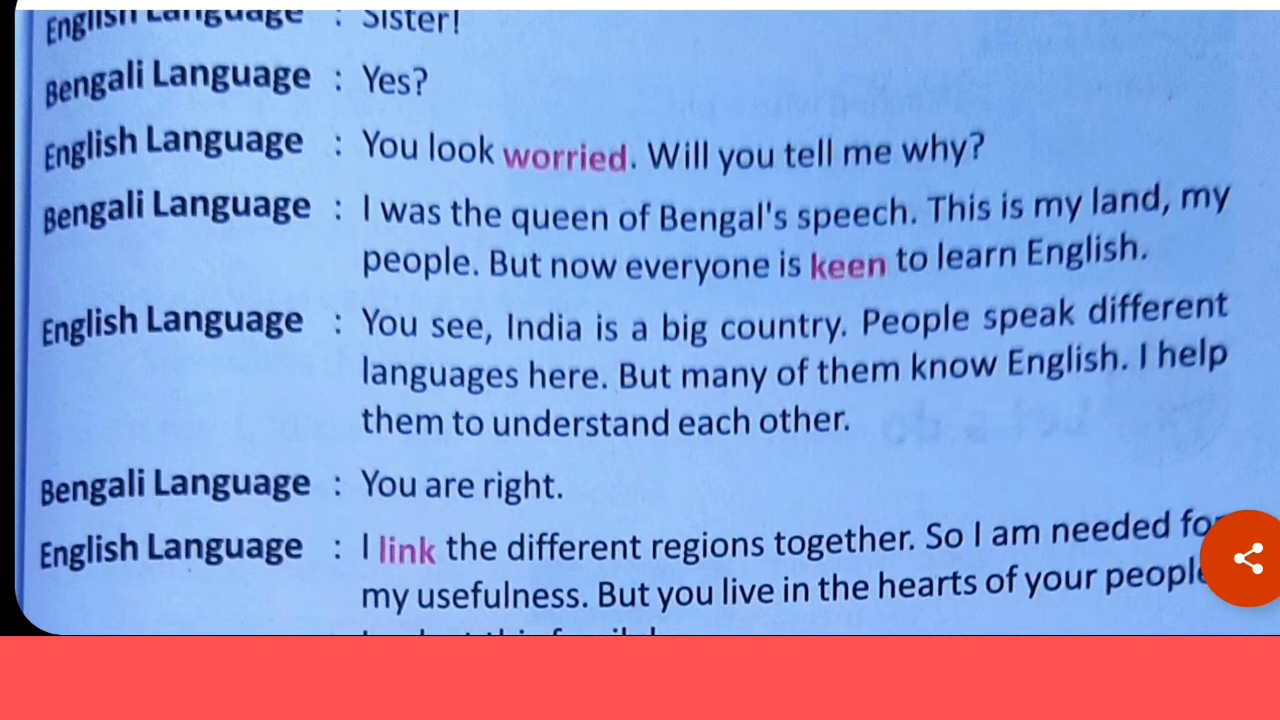 English Language : Sister!
Bengali Language : Yes?
English Language : You look worried. Will you tell me why?
Bengali Language : I was the queen of Bengal's speech. This is my land, my
people. But now everyone is keen to learn English.
English Language : You see, India is a big country. People speak different
languages here. But many of them know English. I help
them to understand each other.
Bengali Language : You are right.
English Language : I link the different regions together. So I am needed for
my usefulness. But you live in the hearts of your people